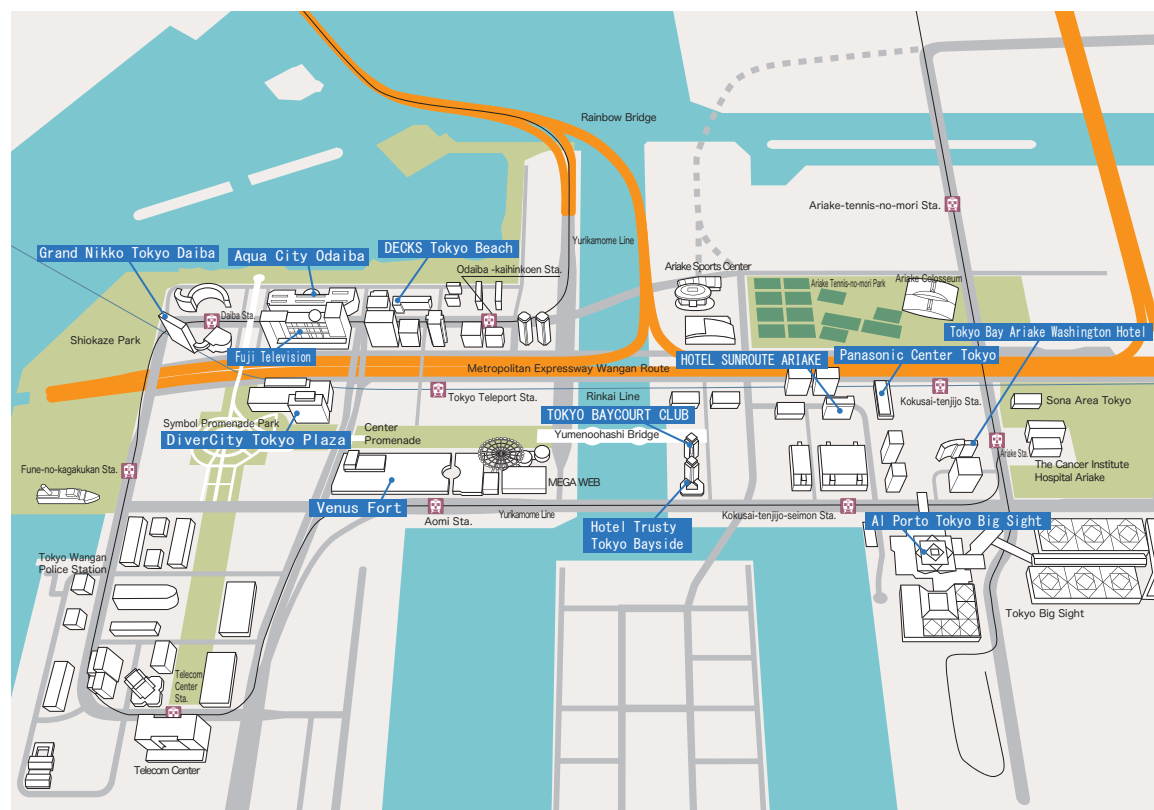 Rainbow Bridge
Ariake-tennis-no-mori Sta.
Yurikamome Line
Grand Nikko Tokyo Daiba
Aqua City Odaiba
DECKS Tokyo Beach
Odaiba -kaihinkoen Sta.
Ariake Sports Center
Ariake Tennis-no-mori Park
Ariake Colosseum
Daiba Sta.
Shiokaze Park
Fuji Television
Tokyo Bay Ariake Washington Hotel
HOTEL SUNROUTE ARIAKE
Panasonic Center Tokyo
Metropolitan Expressway Wangan Route
Tokyo Teleport Sta.
Rinkai Line
Kokusai-tenjijo Sta.
Sona Area Tokyo
TOKYO BAYCOURT CLUB
Symbol Promenade Park
Center
Promenade
Yumenoohashi Bridge
DiverCity Tokyo Plaza
Ariake Sta.
Fune-no-kagakukan Sta.
The Cancer Institute
Hospital Ariake
MEGA WEB
Venus Fort
Aomi Sta.
Yurikamome Line
Kokusai-tenjijo-seimon Sta.
Hotel Trusty
Tokyo Bayside
Al Porto Tokyo Big Sight
Tokyo Wangan
Police Station
Tokyo Big Sight
Telecom
Center
Sta.
Telecom Center